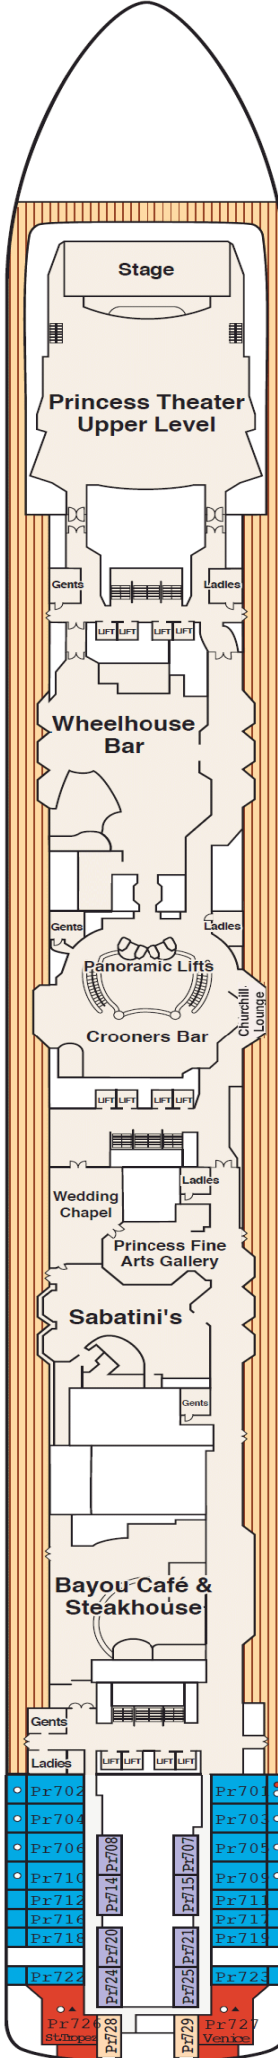 Stage
Princess Theater
Upper Level
Gents
Ladies
LIFT LIFT LIFT LIFT
Wheelhouse
Bar
Gents
Ladies
Panoramic Lifts
Churchill
Lounge
Crooners Bar
LIFT LIFT LIFT LIFT
Ladies
Wedding
Chapel
Princess Fine
Arts Gallery
Sabatini's
Gents
Bayou Café &
Steakhouse
Gents
Ladies
LIFT LIFT LIFT LIFT
Pr702
Pr701
Pr704
Pr703
Pr706
Pr708
Pr707
Pr705
Pr710
Pr714
Pr715
Pr709
Pr712
Pr711
Pr716
Pr717
Pr718
Pr720
Pr721
Pr719
Pr722
Pr724
Pr725
Pr723
Pr726
St.Tropez
Pr728
Pr729
Pr727
Venice